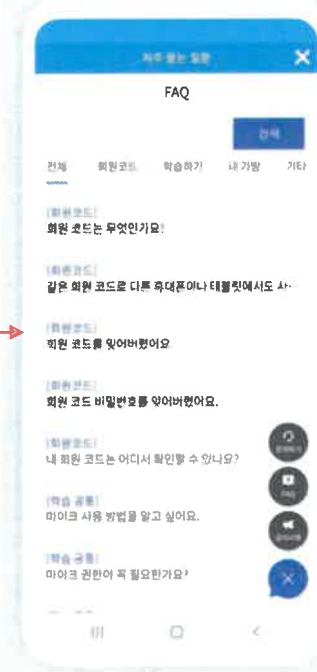 자주 묻는 질문
FAQ
검색
전체 회원코드 학습하기 내 가방 기타
[회원코드]
회원 코드는 무엇인가요?
[회원코드]
같은 회원 코드로 다른 휴대폰이나 태블릿에서도 사…
[회원코드]
회원 코드를 잊어버렸어요
[회원코드]
회원 코드 비밀번호를 잊어버렸어요.
[회원코드]
내 회원 코드는 어디서 확인할 수 있나요?
[학습 공통]
마이크 사용 방법을 알고 싶어요.
[학습 공통]
마이크 권한이 꼭 필요한가요?
FAQ